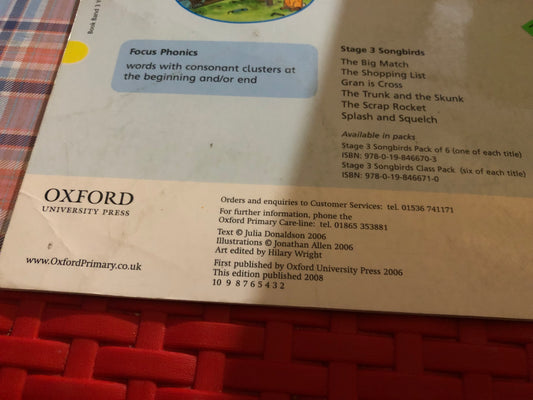 Book Band 3
Focus Phonics
words with consonant clusters at
the beginning and/or end
Stage 3 Songbirds
The Big Match
The Shopping List
Gran is Cross
The Trunk and the Skunk
The Scrap Rocket
Splash and Squelch
Available in packs
Stage 3 Songbirds Pack of 6 (one of each title)
ISBN: 978-0-19-846670-3
Stage 3 Songbirds Class Pack (six of each title)
ISBN: 978-0-19-846671-0
OXFORD
UNIVERSITY PRESS
www.OxfordPrimary.co.uk
Orders and enquiries to Customer Services: tel. 01536 741171
For further information, phone the
Oxford Primary Care-line: tel. 01865 353881
Text © Julia Donaldson 2006
Illustrations © Jonathan Allen 2006
Art edited by Hilary Wright
First published by Oxford University Press 2006
This edition published 2008
10 9 8 7 6 5 4 3 2